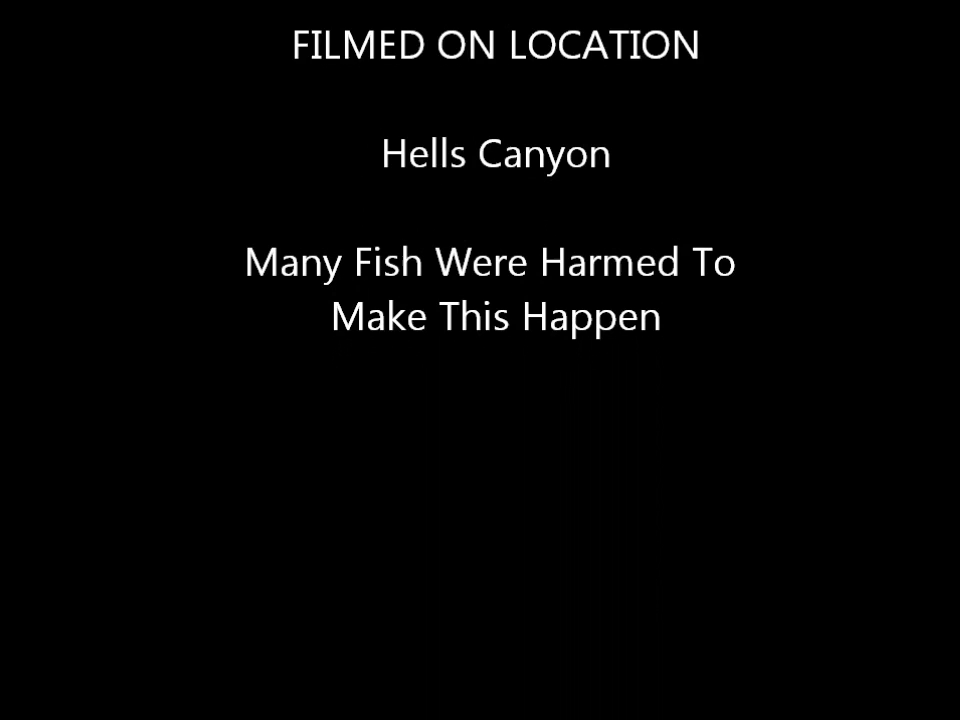 FILMED ON LOCATION
Hells Canyon
Many Fish Were Harmed To
Make This Happen